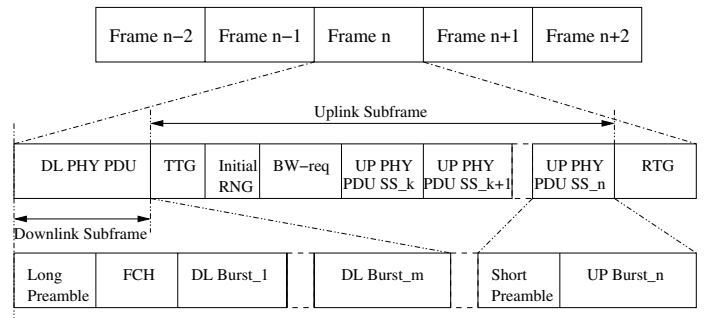 Frame n−2 Frame n−1 Frame n Frame n+1 Frame n+2
Uplink Subframe
DL PHY PDU TTG Initial RNG BW−req UP PHY PDU SS_k UP PHY PDU SS_k+1 UP PHY PDU SS_n RTG
Downlink Subframe
Long Preamble FCH DL Burst_1 DL Burst_m Short Preamble UP Burst_n